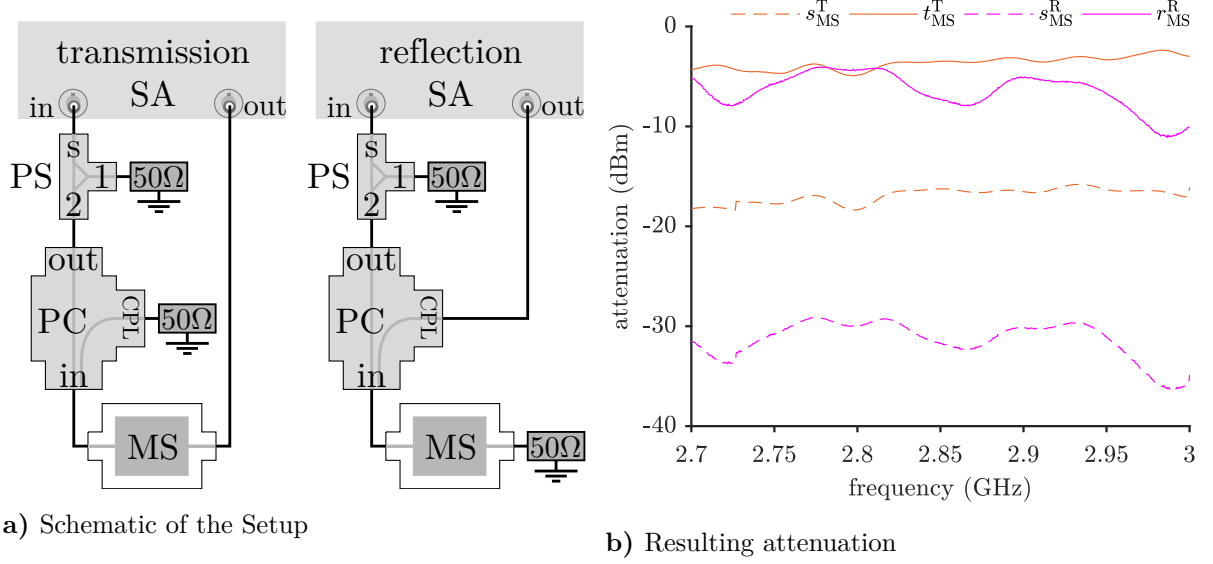 transmission
SA
in
out
PS
s
1
2
50Ω
out
PC
CPL
50Ω
in
MS
reflection
SA
in
out
PS
s
1
2
50Ω
out
PC
CPL
in
MS
50Ω
a) Schematic of the Setup
s^T_MS t^T_MS s^R_MS r^R_MS
attenuation (dBm)
0
-10
-20
-30
-40
2.7 2.75 2.8 2.85 2.9 2.95 3
frequency (GHz)
b) Resulting attenuation